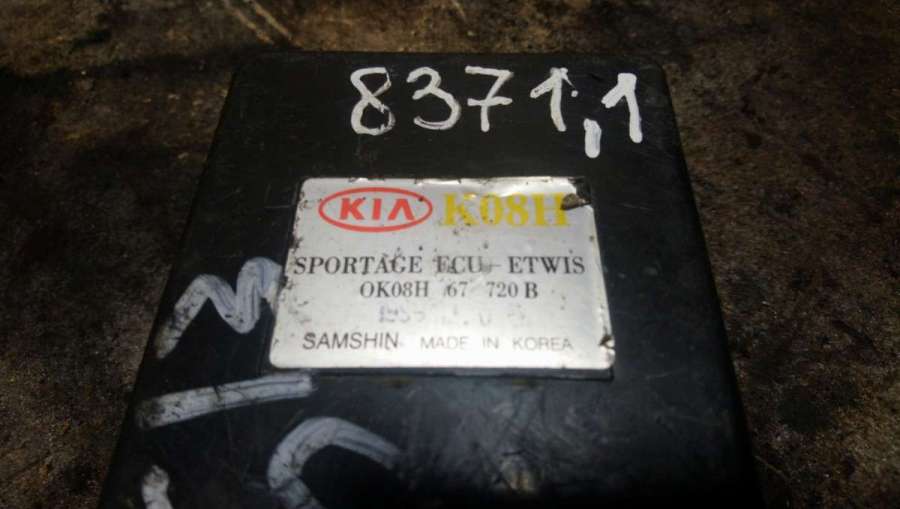 8371,1
KIA K08H
SPORTAGE ECU-ETWIS
OK08H 67 720 B
SAMSHIN MADE IN KOREA